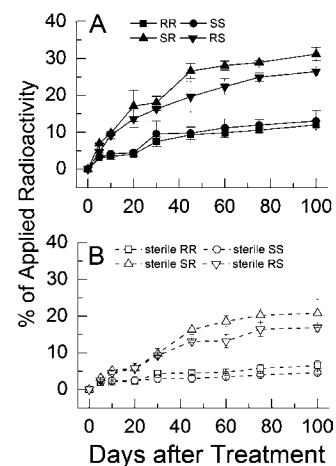 A
RR SS
SR RS
40
30
20
10
0
0 20 40 60 80 100
% of Applied Radioactivity
B
sterile RR sterile SS
sterile SR sterile RS
40
30
20
10
0
0 20 40 60 80 100
Days after Treatment